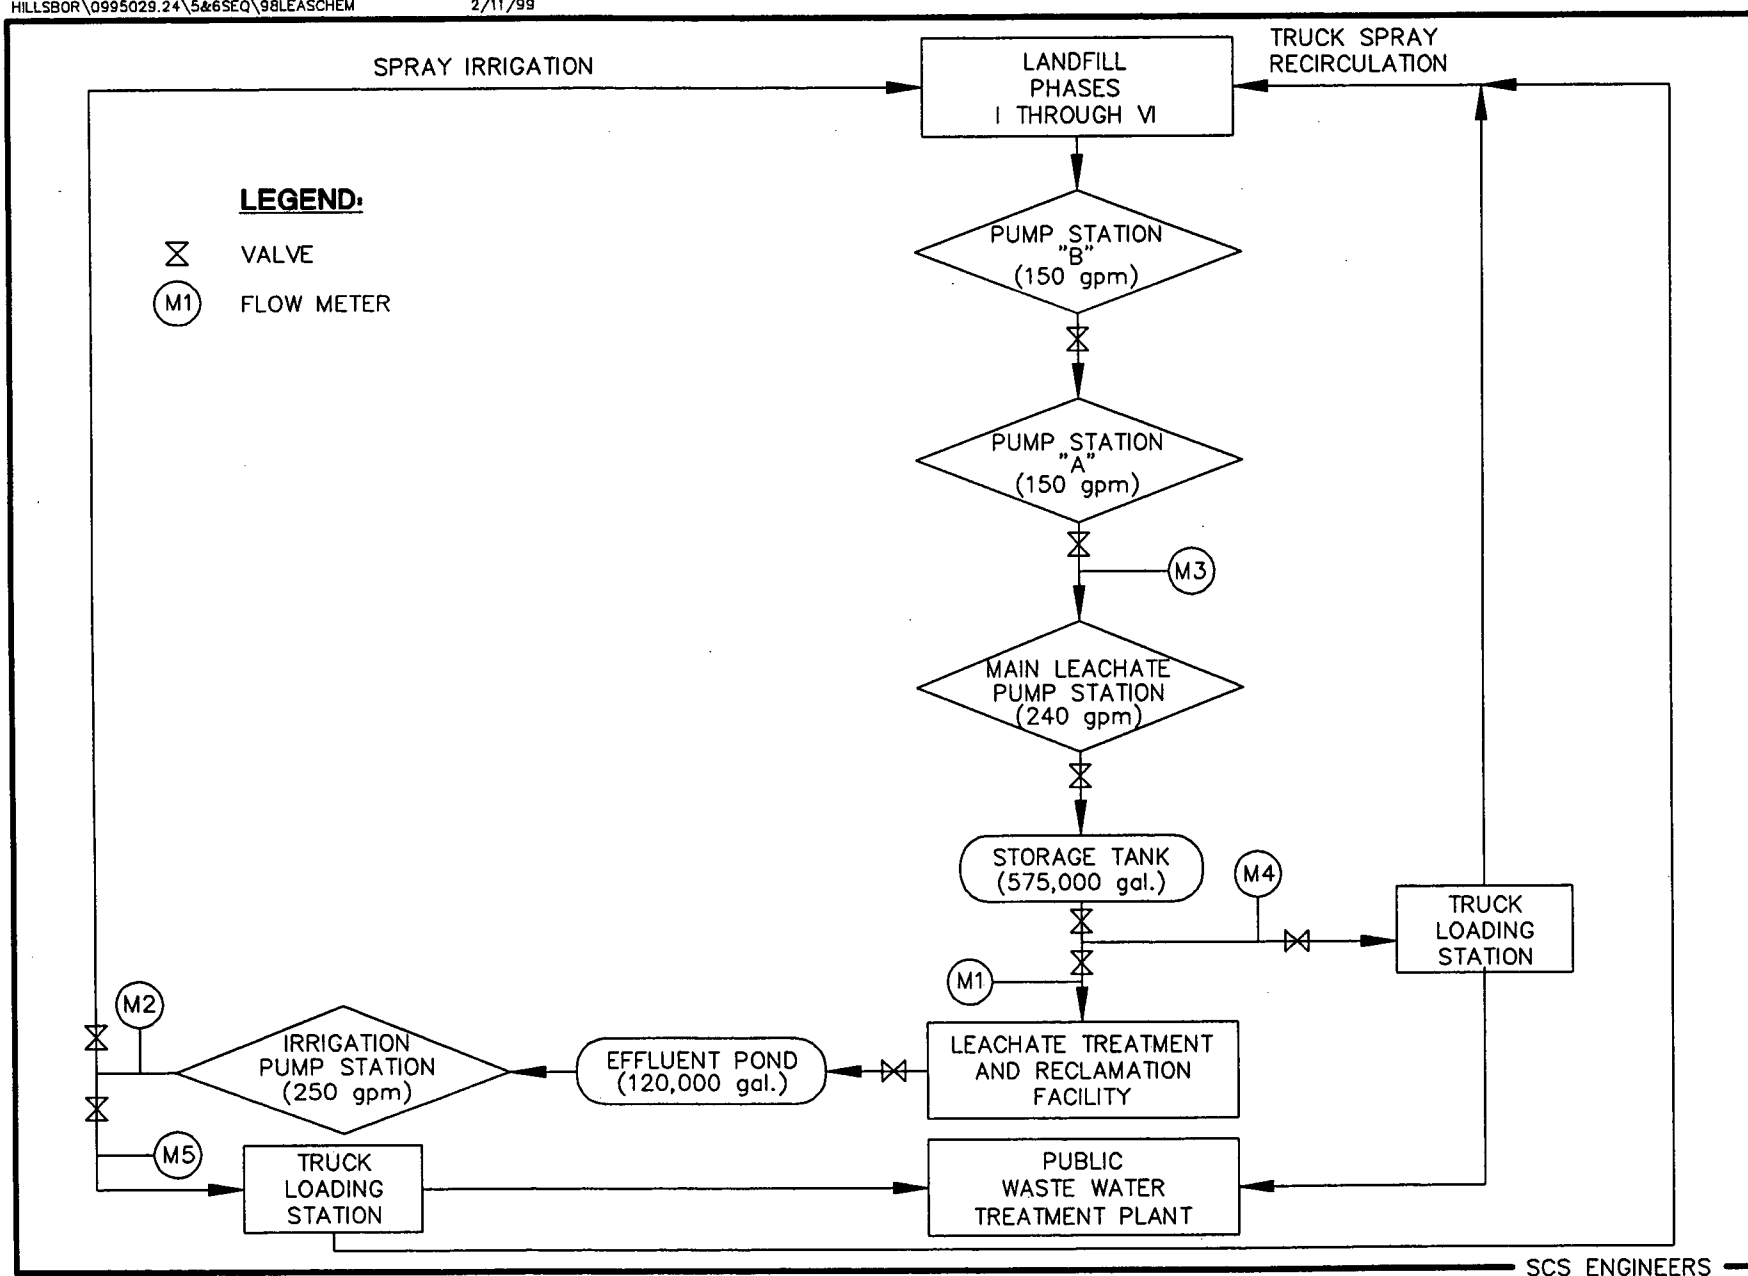 HILLSBOR\0995029.24\5&6SEQ\98LEASCHEM 2/11/99
SPRAY IRRIGATION
LANDFILL
PHASES
I THROUGH VI
TRUCK SPRAY
RECIRCULATION
LEGEND:
VALVE
M1 FLOW METER
PUMP STATION
"B"
(150 gpm)
PUMP STATION
"A"
(150 gpm)
M3
MAIN LEACHATE
PUMP STATION
(240 gpm)
STORAGE TANK
(575,000 gal.)
M4
TRUCK
LOADING
STATION
M1
M2
IRRIGATION
PUMP STATION
(250 gpm)
EFFLUENT POND
(120,000 gal.)
LEACHATE TREATMENT
AND RECLAMATION
FACILITY
M5
TRUCK
LOADING
STATION
PUBLIC
WASTE WATER
TREATMENT PLANT
SCS ENGINEERS